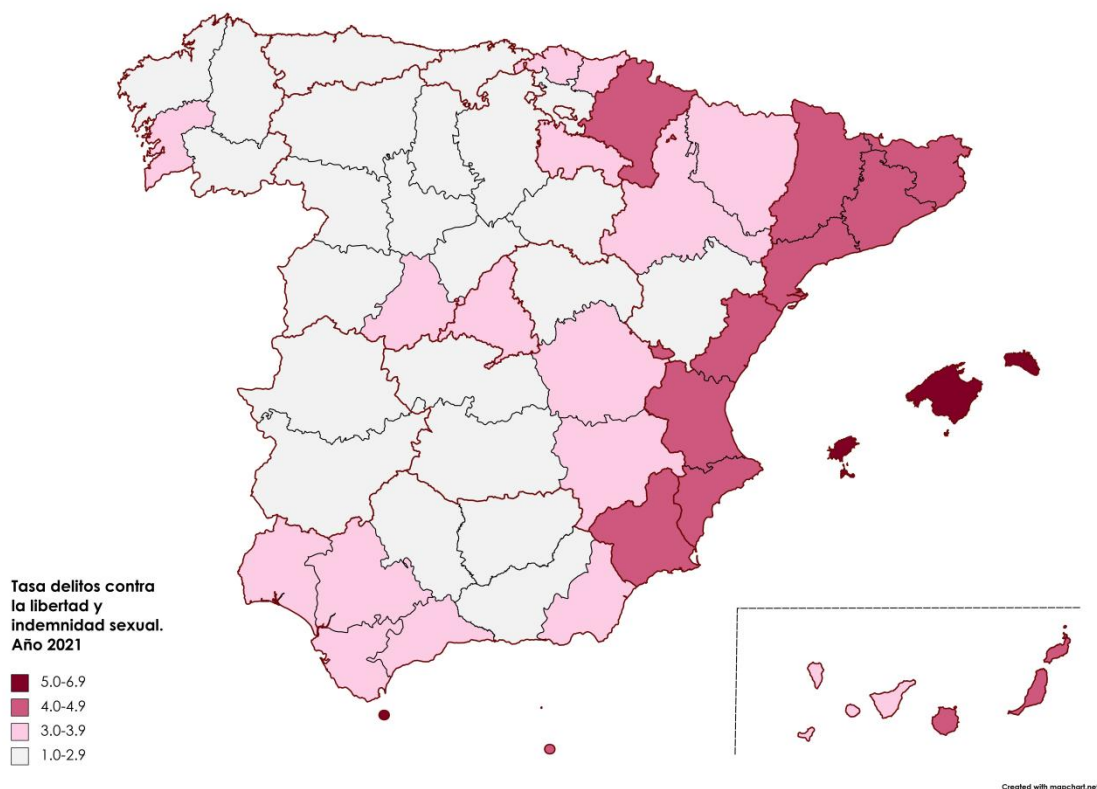 Tasa delitos contra
la libertad y
indemnidad sexual.
Año 2021
5.0-6.9
4.0-4.9
3.0-3.9
1.0-2.9
Created with mapchart.net